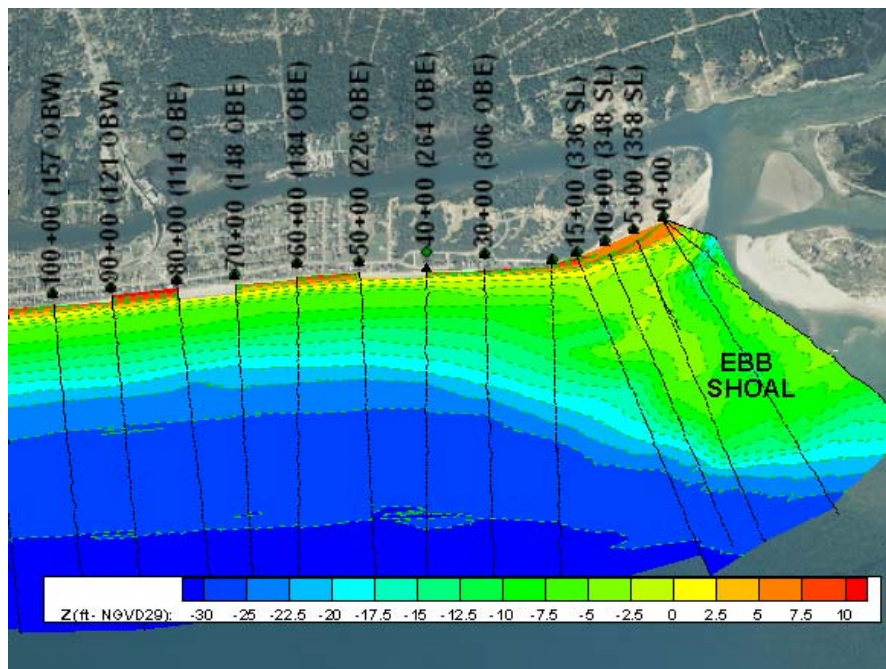 100+00 (157 OBW)
90+00 (121 OBW)
80+00 (114 OBE)
70+00 (148 OBE)
60+00 (184 OBE)
50+00 (226 OBE)
40+00 (264 OBE)
30+00 (306 OBE)
15+00 (336 SL)
10+00 (348 SL)
5+00 (358 SL)
0+00
EBB
SHOAL
Z(ft- NGVD29): -30 -25 -22.5 -20 -17.5 -15 -12.5 -10 -7.5 -5 -2.5 0 2.5 5 7.5 10